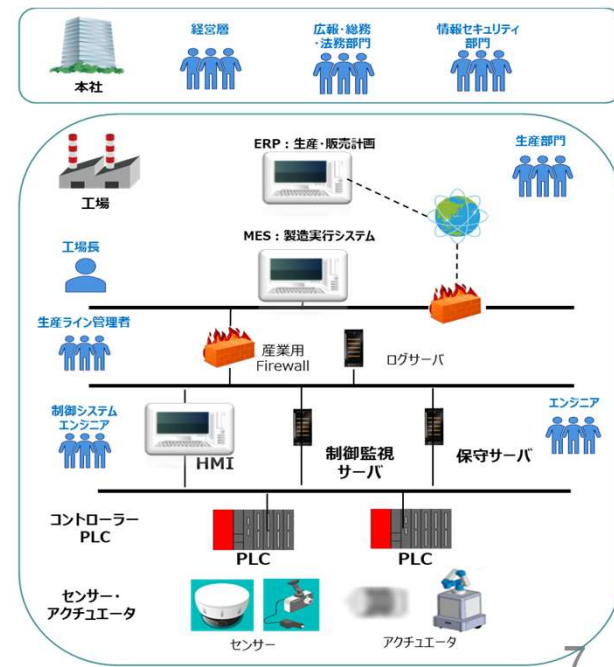 経営層
広報・総務
・法務部門
情報セキュリティ
部門
本社
ERP：生産・販売計画
生産部門
工場
MES：製造実行システム
工場長
生産ライン管理者
産業用
Firewall
ログサーバ
制御システム
エンジニア
HMI
制御監視
サーバ
保守サーバ
エンジニア
コントローラー
PLC
PLC
PLC
センサー・
アクチュエータ
センサー
アクチュエータ
7